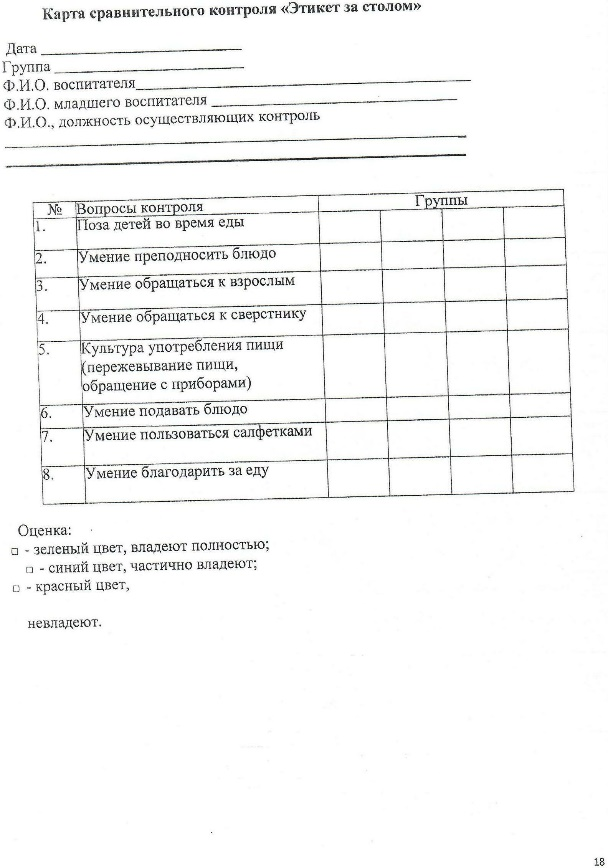 Карта сравнительного контроля «Этикет за столом»
Дата
Группа
Ф.И.О. воспитателя
Ф.И.О. младшего воспитателя
Ф.И.О., должность осуществляющих контроль
№ Вопросы контроля Группы
1. Поза детей во время еды
2. Умение преподносить блюдо
3. Умение обращаться к взрослым
4. Умение обращаться к сверстнику
5. Культура употребления пищи
(пережевывание пищи,
обращение с приборами)
6. Умение подавать блюдо
7. Умение пользоваться салфетками
8. Умение благодарить за еду
Оценка:
- зеленый цвет, владеют полностью;
- синий цвет, частично владеют;
- красный цвет,
невладеют.
18